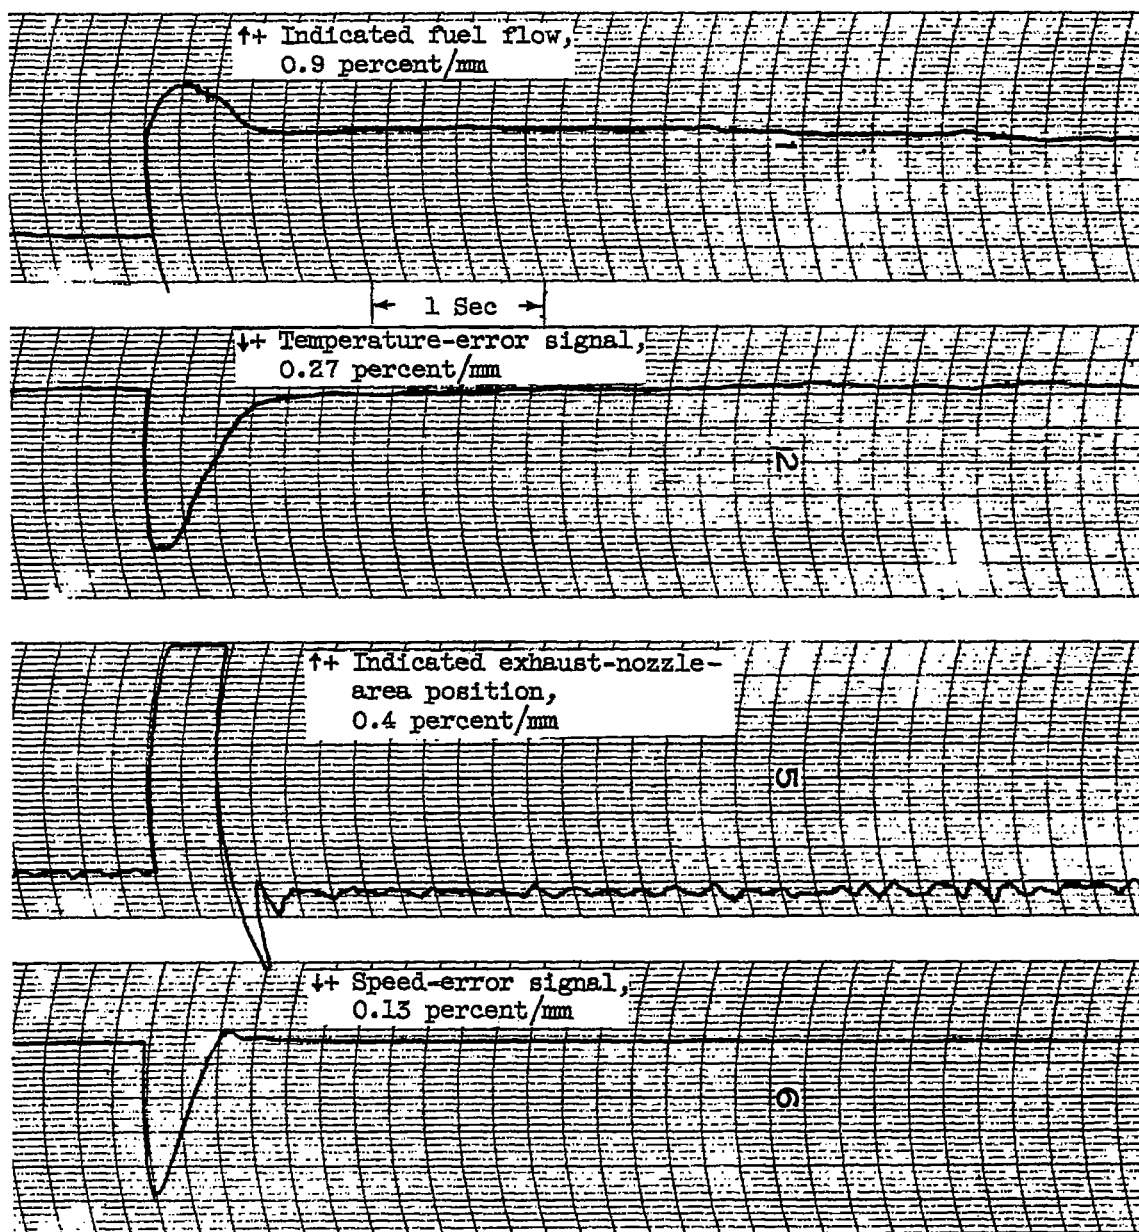 ↑+ Indicated fuel flow,
0.9 percent/mm
1
1 Sec
↓+ Temperature-error signal,
0.27 percent/mm
2
↑+ Indicated exhaust-nozzle-
area position,
0.4 percent/mm
5
↓+ Speed-error signal,
0.13 percent/mm
6